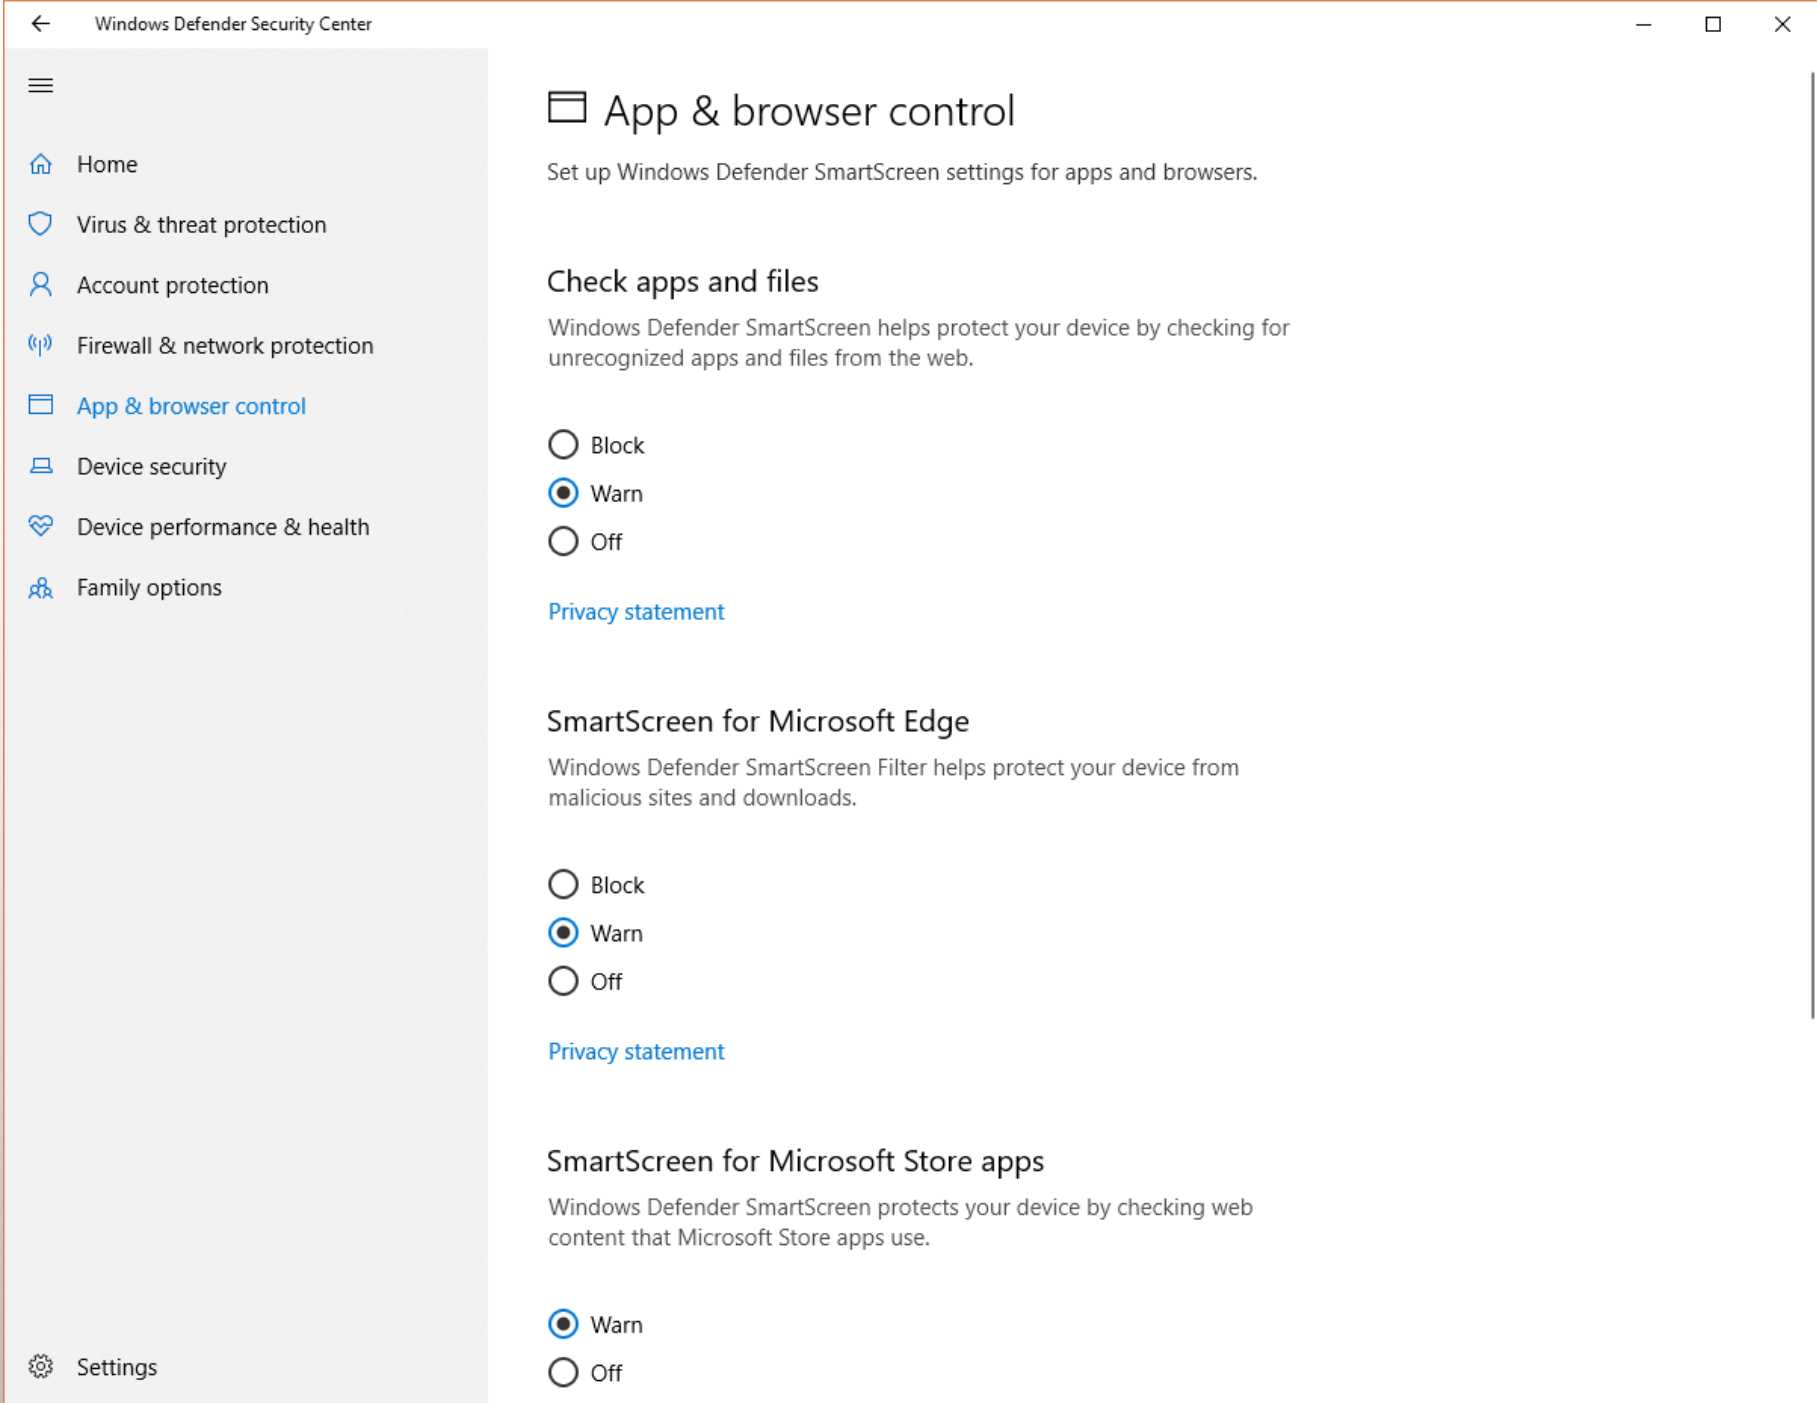 Windows Defender Security Center
Home
Virus & threat protection
Account protection
Firewall & network protection
App & browser control
Device security
Device performance & health
Family options
Settings
App & browser control
Set up Windows Defender SmartScreen settings for apps and browsers.
Check apps and files
Windows Defender SmartScreen helps protect your device by checking for
unrecognized apps and files from the web.
Block
Warn
Off
Privacy statement
SmartScreen for Microsoft Edge
Windows Defender SmartScreen Filter helps protect your device from
malicious sites and downloads.
Block
Warn
Off
Privacy statement
SmartScreen for Microsoft Store apps
Windows Defender SmartScreen protects your device by checking web
content that Microsoft Store apps use.
Warn
Off